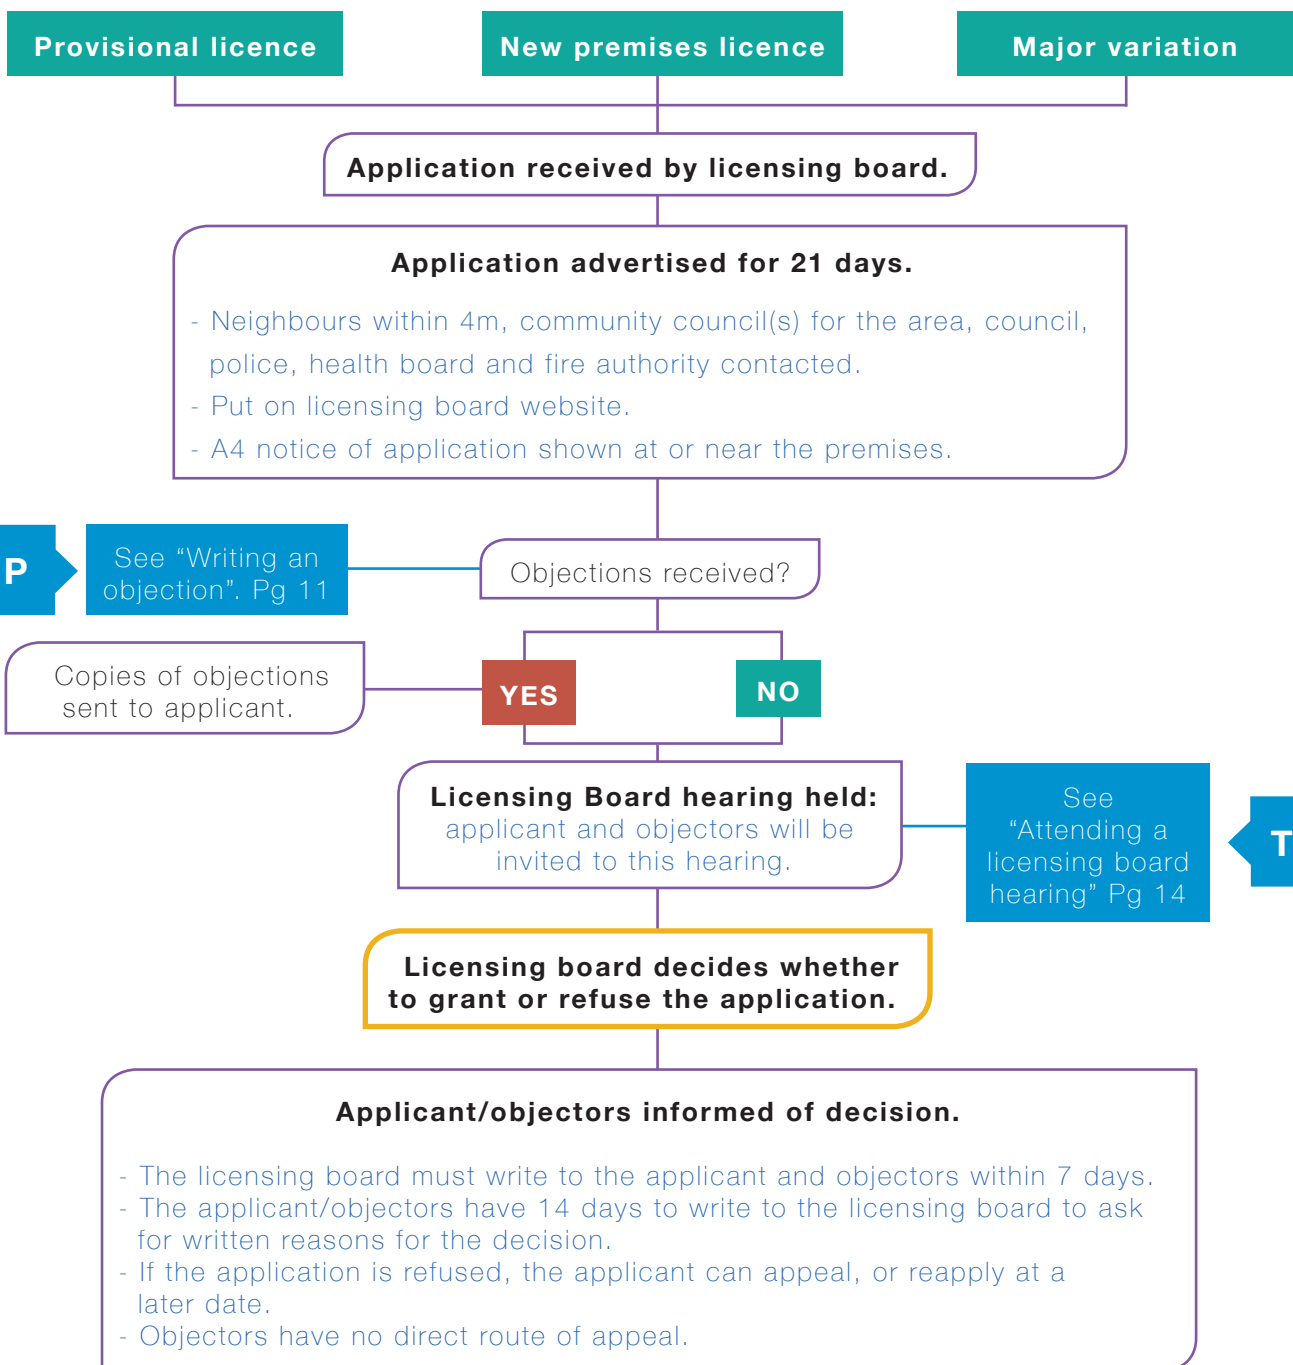 Provisional licence
New premises licence
Major variation
Application received by licensing board.
Application advertised for 21 days.
- Neighbours within 4m, community council(s) for the area, council,
police, health board and fire authority contacted.
- Put on licensing board website.
- A4 notice of application shown at or near the premises.
P
See “Writing an
objection”. Pg 11
Objections received?
Copies of objections
sent to applicant.
YES
NO
Licensing Board hearing held:
applicant and objectors will be
invited to this hearing.
See
“Attending a
licensing board
hearing” Pg 14
T
Licensing board decides whether
to grant or refuse the application.
Applicant/objectors informed of decision.
- The licensing board must write to the applicant and objectors within 7 days.
- The applicant/objectors have 14 days to write to the licensing board to ask
for written reasons for the decision.
- If the application is refused, the applicant can appeal, or reapply at a
later date.
- Objectors have no direct route of appeal.